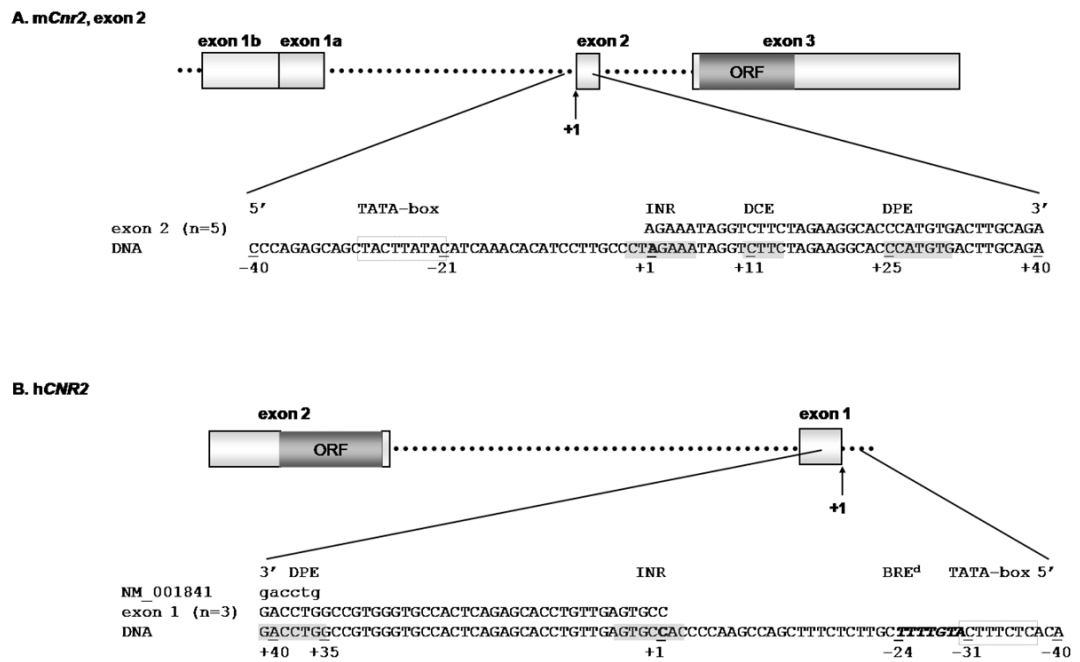 A. mCnr2, exon 2
exon 1b exon 1a exon 2 exon 3
ORF
+1
5’ TATA-box INR DCE DPE 3’
exon 2 (n=5) AGAAATAGGTCTTCTAGAAGGCACCCATGTGACTTGCAGA
DNA CCCAGAGCAGCTACTTATACATCAAACACATCCTTGCCCTAGAAATAGGTCTTCTAGAAGGCACCCATGTGACTTGCAGA
-40 -21 +1 +11 +25 +40
B. hCNR2
exon 2 exon 1
ORF
+1
3’ DPE INR BREᵈ TATA-box 5’
NM_001841 gacctg
exon 1 (n=3) GACCTGGCCGTGGGTGCCACTCAGAGCACCTGTTGAGTGCC
DNA GACCTGGCCGTGGGTGCCACTCAGAGCACCTGTTGAGTGCCACCCCAAGCCAGCTTTCTCTTGCTTTTGTACTTTCTCACA
+40 +35 +1 -24 -31 -40